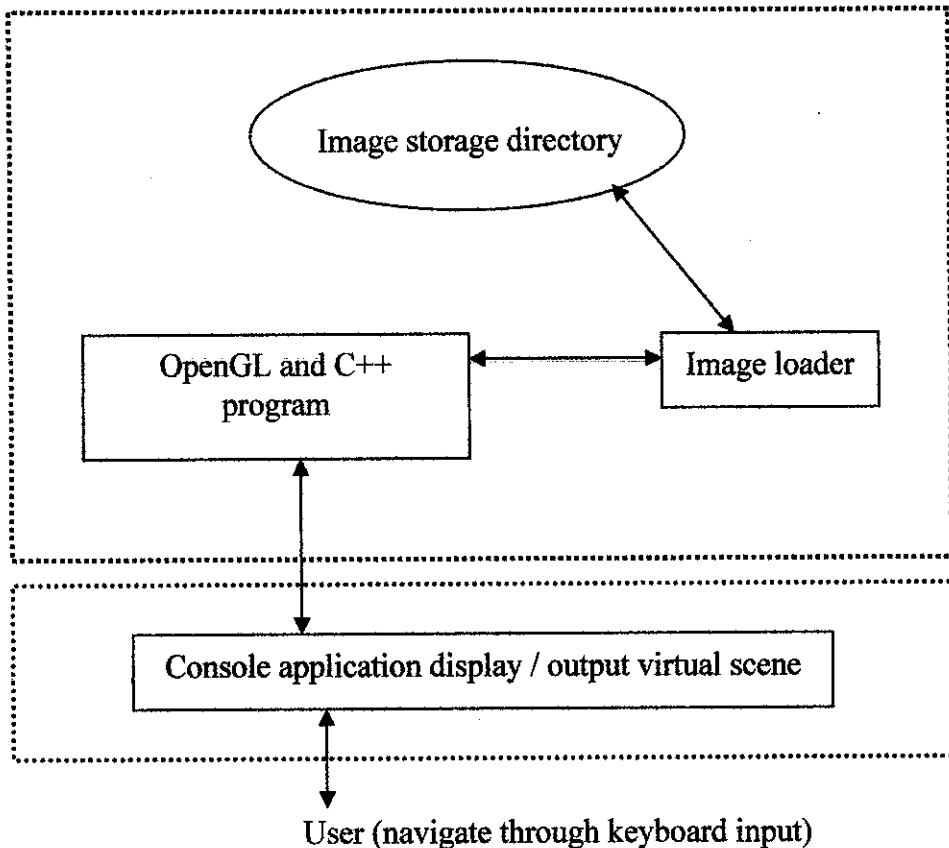 Image storage directory
OpenGL and C++
program
Image loader
Console application display / output virtual scene
User (navigate through keyboard input)